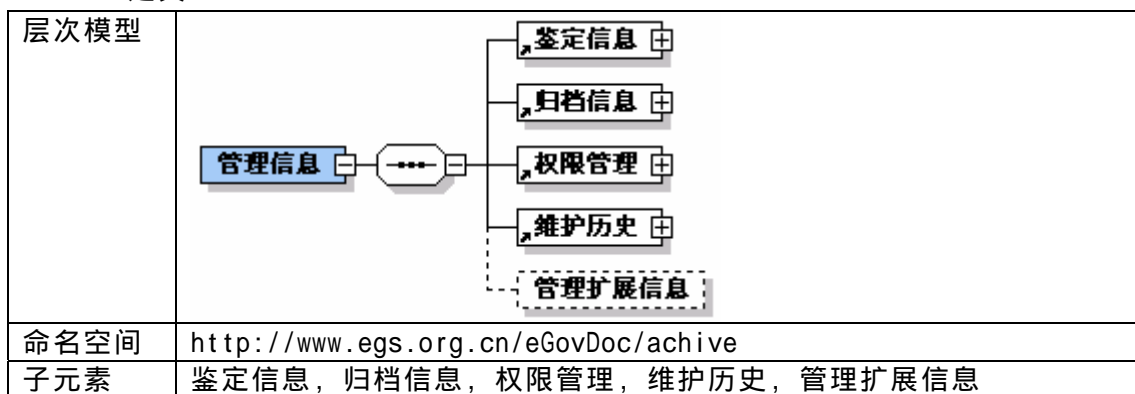 层次模型
鉴定信息
归档信息
管理信息
权限管理
维护历史
管理扩展信息
命名空间 http://www.egs.org.cn/eGovDoc/achive
子元素 鉴定信息，归档信息，权限管理，维护历史，管理扩展信息